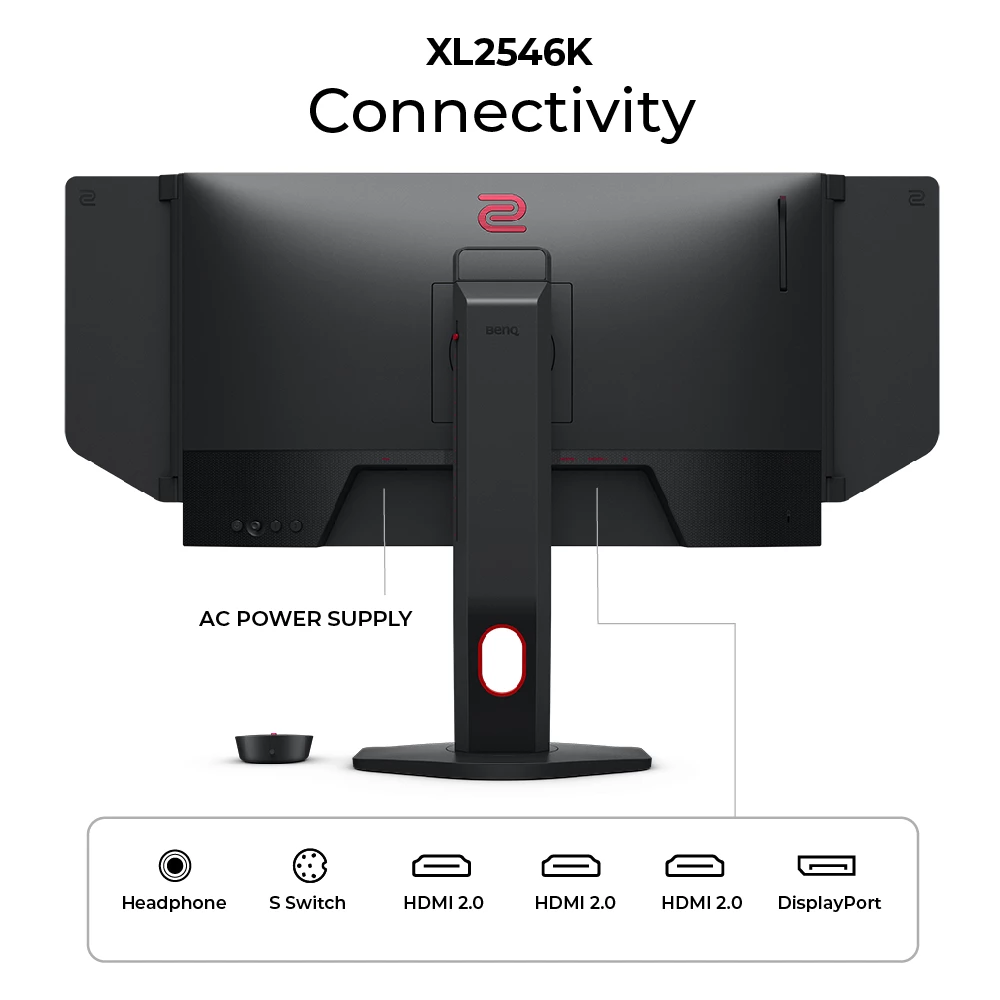 XL2546K
Connectivity
BenQ
AC POWER SUPPLY
Headphone
S Switch
HDMI 2.0
HDMI 2.0
HDMI 2.0
DisplayPort